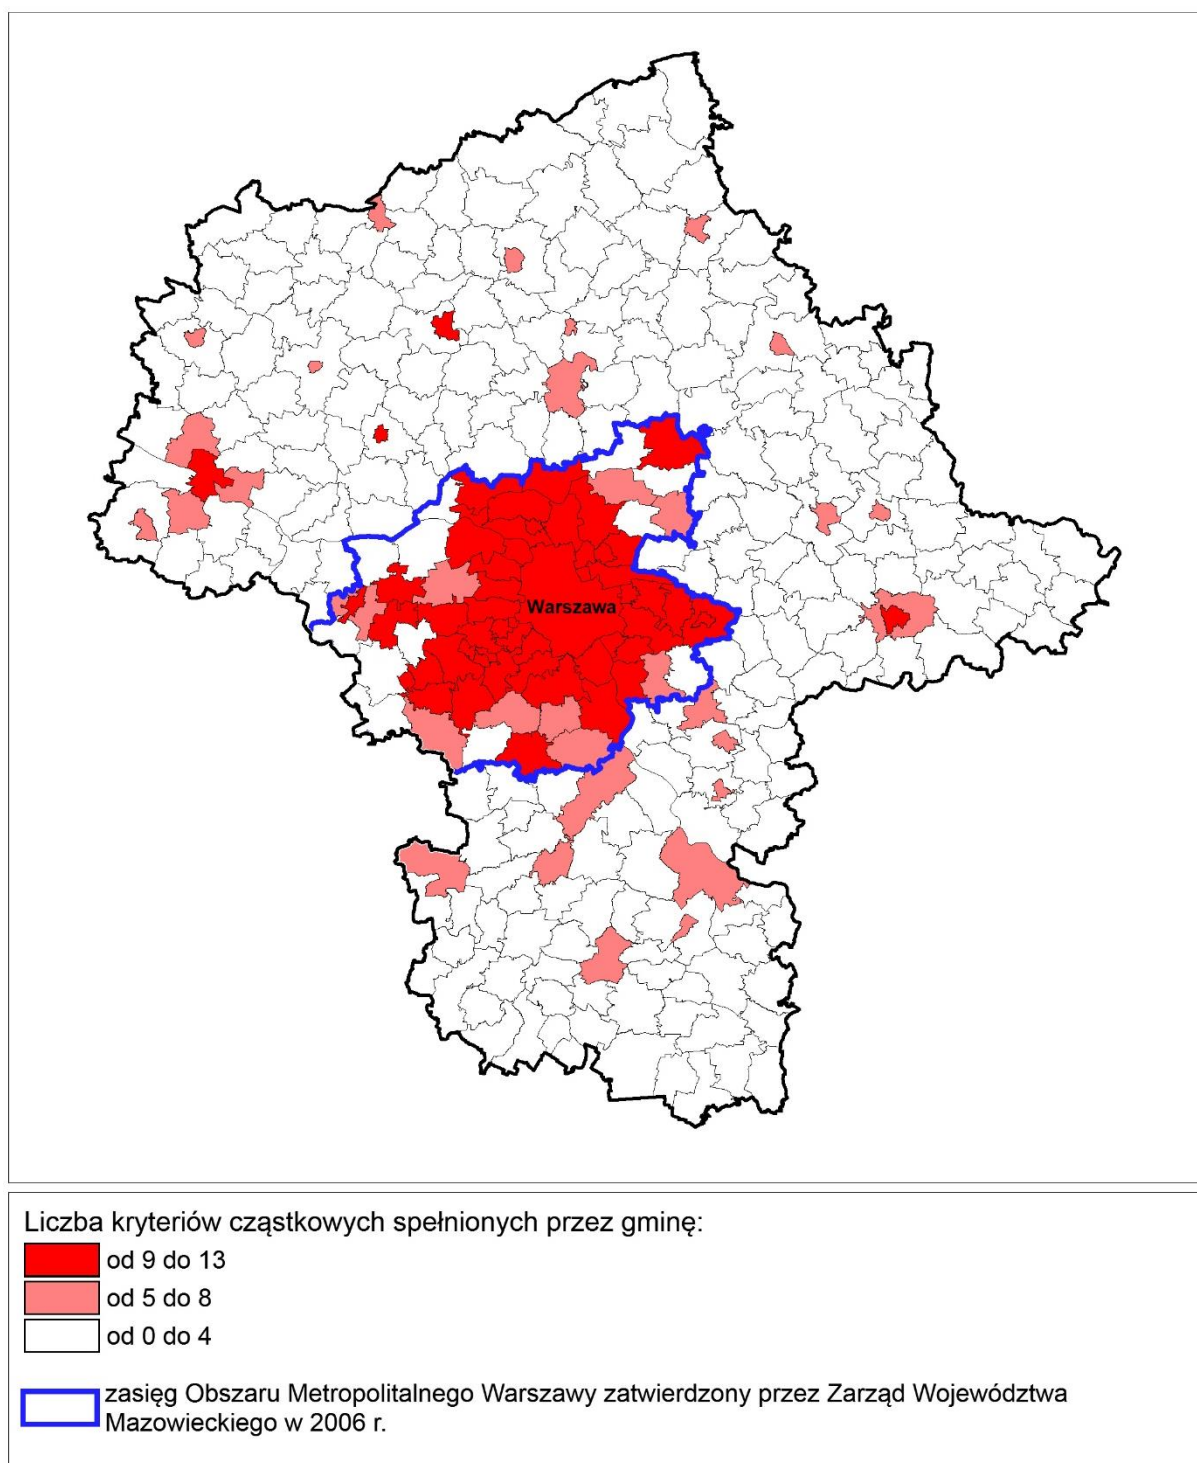 Warszawa
Liczba kryteriów cząstkowych spełnionych przez gminę:
od 9 do 13
od 5 do 8
od 0 do 4
zasięg Obszaru Metropolitalnego Warszawy zatwierdzony przez Zarząd Województwa
Mazowieckiego w 2006 r.